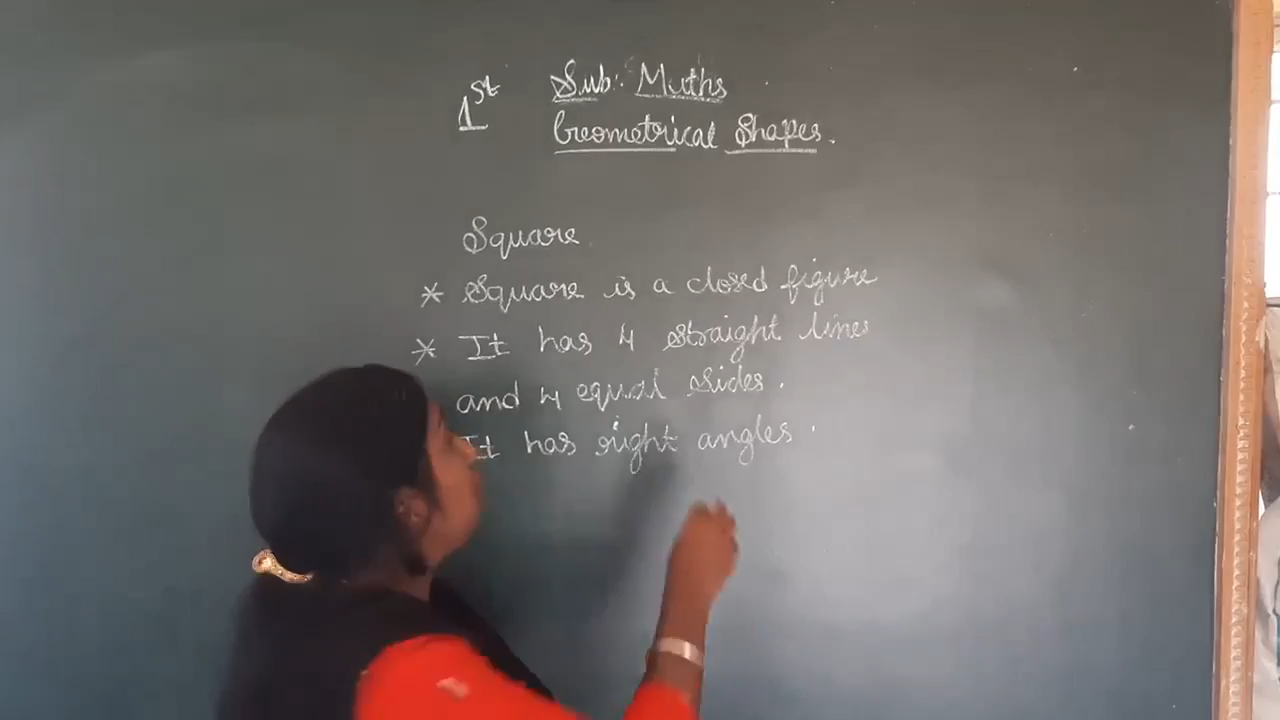 1st Sub: Maths
Geometrical Shapes.
Square
* Square is a closed figure
* It has 4 straight lines
and 4 equal sides.
It has right angles.